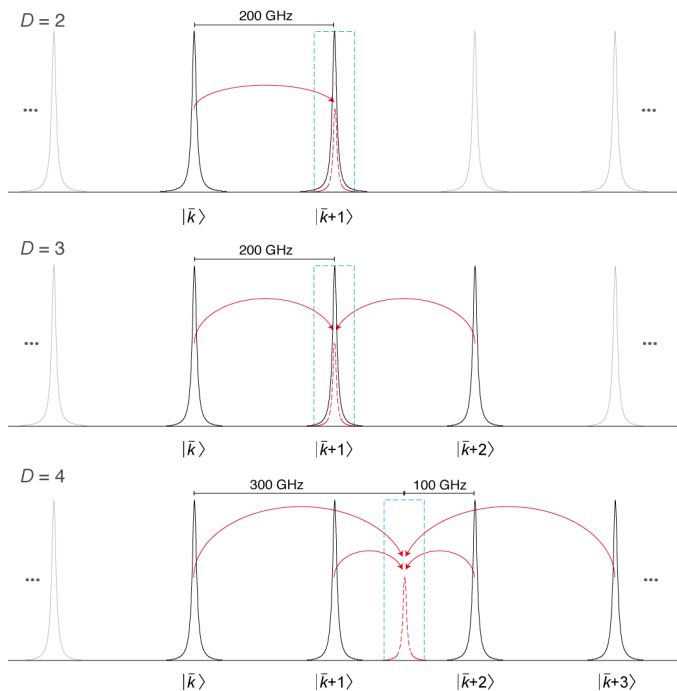 D = 2
200 GHz
... ...
|k̄⟩ |k̄+1⟩
D = 3
200 GHz
... ...
|k̄⟩ |k̄+1⟩ |k̄+2⟩
D = 4
300 GHz 100 GHz
... ...
|k̄⟩ |k̄+1⟩ |k̄+2⟩ |k̄+3⟩